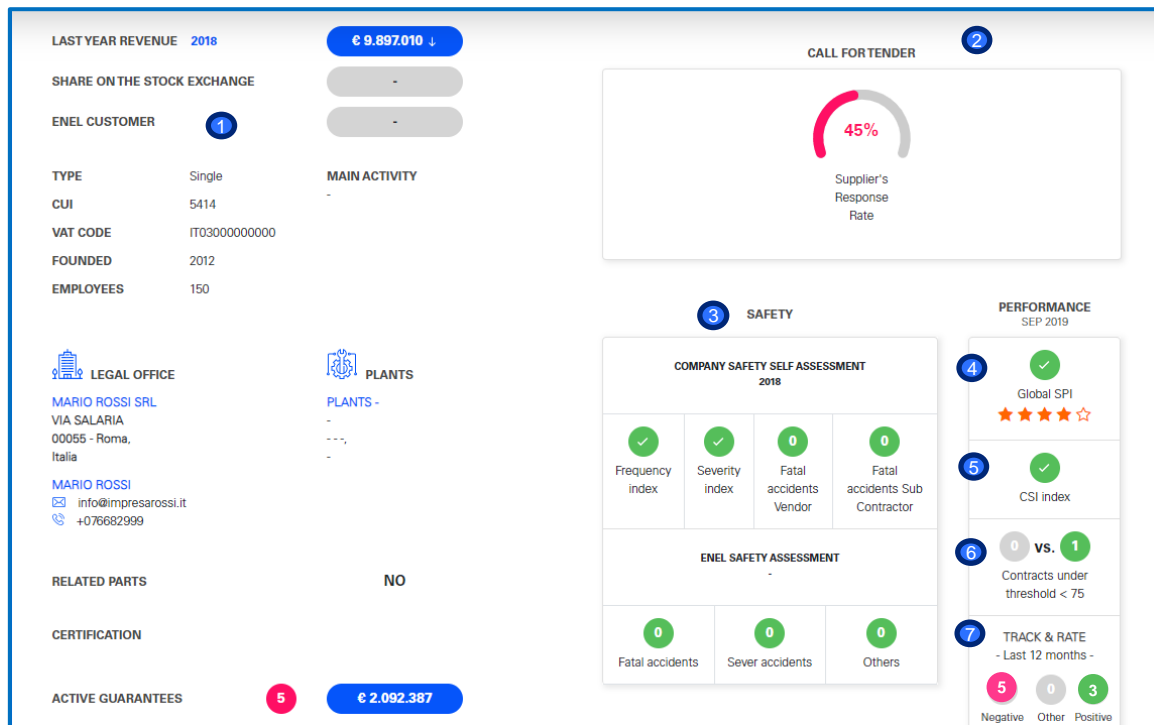 LAST YEAR REVENUE 2018 € 9.897.010 ↓
SHARE ON THE STOCK EXCHANGE -
ENEL CUSTOMER 1 -
TYPE Single
CUI 5414
VAT CODE IT03000000000
FOUNDED 2012
EMPLOYEES 150
MAIN ACTIVITY
-
LEGAL OFFICE
MARIO ROSSI SRL
VIA SALARIA
00055 - Roma,
Italia
MARIO ROSSI
info@impresarossi.it
+076682999
PLANTS
PLANTS -
-
- - -,
-
RELATED PARTS NO
CERTIFICATION
ACTIVE GUARANTEES 5 € 2.092.387
2
CALL FOR TENDER
45%
Supplier's
Response
Rate
3 SAFETY
COMPANY SAFETY SELF ASSESSMENT
2018
Frequency
index
Severity
index
0
Fatal
accidents
Vendor
0
Fatal
accidents Sub
Contractor
ENEL SAFETY ASSESSMENT
-
0
Fatal accidents
0
Sever accidents
0
Others
PERFORMANCE
SEP 2019
4
Global SPI
5
CSI index
6
0 vs. 1
Contracts under
threshold < 75
7
TRACK & RATE
- Last 12 months -
5 0 3
Negative Other Positive